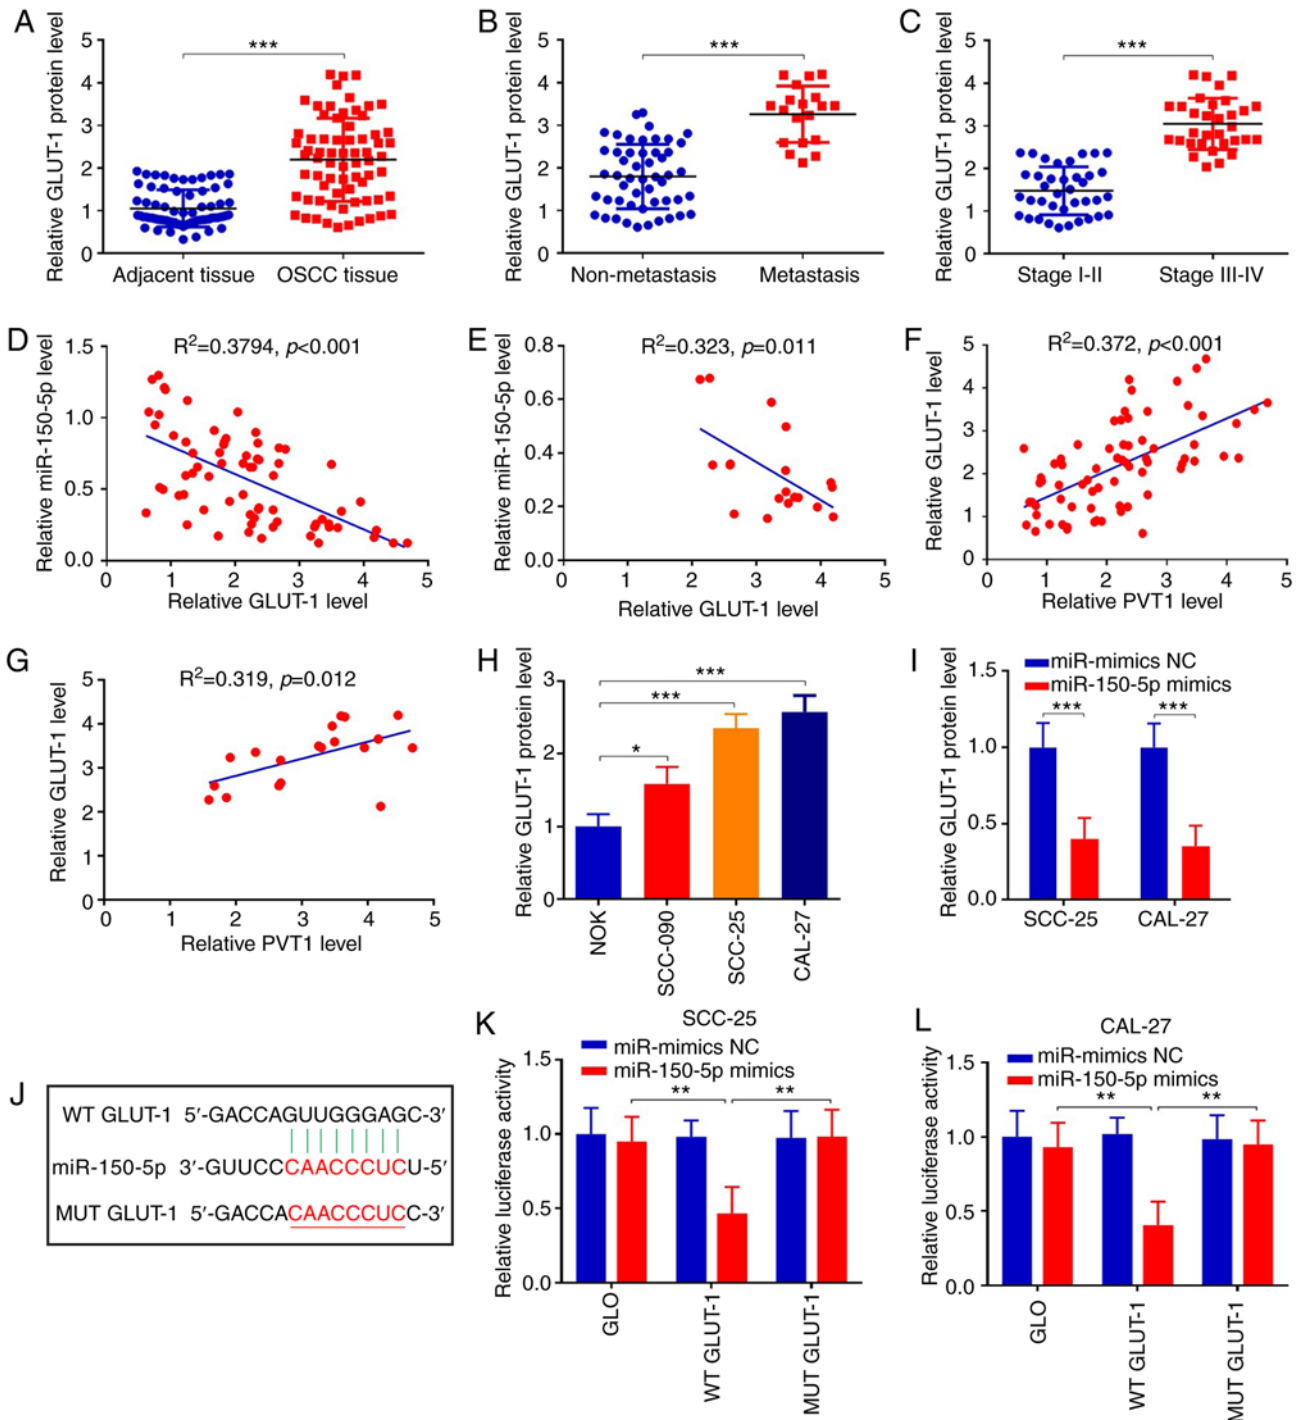 A
Relative GLUT-1 protein level
5
4
3
2
1
0
***
Adjacent tissue
OSCC tissue
B
Relative GLUT-1 protein level
5
4
3
2
1
0
***
Non-metastasis
Metastasis
C
Relative GLUT-1 protein level
5
4
3
2
1
0
***
Stage I-II
Stage III-IV
D
Relative miR-150-5p level
R²=0.3794, p<0.001
1.5
1.0
0.5
0.0
0 1 2 3 4 5
Relative GLUT-1 level
E
Relative miR-150-5p level
R²=0.323, p=0.011
0.8
0.6
0.4
0.2
0.0
0 1 2 3 4 5
Relative GLUT-1 level
F
Relative GLUT-1 level
R²=0.372, p<0.001
5
4
3
2
1
0
0 1 2 3 4 5
Relative PVT1 level
G
Relative GLUT-1 level
R²=0.319, p=0.012
5
4
3
2
1
0
0 1 2 3 4 5
Relative PVT1 level
H
Relative GLUT-1 protein level
3
2
1
0
***
***
*
NOK
SCC-090
SCC-25
CAL-27
I
Relative GLUT-1 protein level
miR-mimics NC
miR-150-5p mimics
1.5
1.0
0.5
0.0
***
***
SCC-25
CAL-27
J
WT GLUT-1 5′-GACCAGUUGGGAGC-3′
miR-150-5p 3′-GUUCCCAACCCUCU-5′
MUT GLUT-1 5′-GACCACAACCCUCC-3′
K
SCC-25
miR-mimics NC
miR-150-5p mimics
Relative luciferase activity
1.5
1.0
0.5
0.0
**
**
GLO
WT GLUT-1
MUT GLUT-1
L
CAL-27
miR-mimics NC
miR-150-5p mimics
Relative luciferase activity
1.5
1.0
0.5
0.0
**
**
GLO
WT GLUT-1
MUT GLUT-1